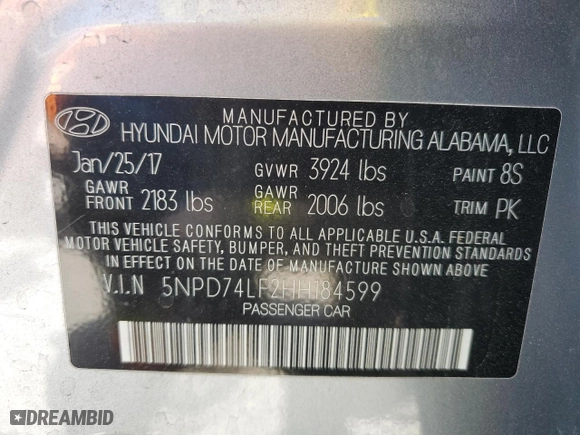 MANUFACTURED BY
HYUNDAI MOTOR MANUFACTURING ALABAMA, LLC
Jan/25/17 GVWR 3924 lbs PAINT 8S
GAWR FRONT 2183 lbs GAWR REAR 2006 lbs TRIM PK
THIS VEHICLE CONFORMS TO ALL APPLICABLE U.S.A. FEDERAL
MOTOR VEHICLE SAFETY, BUMPER, AND THEFT PREVENTION STANDARDS
IN EFFECT ON THE DATE OF MANUFACTURE SHOWN ABOVE.
V.I.N 5NPD74LF2HH184599
PASSENGER CAR
DREAMBID